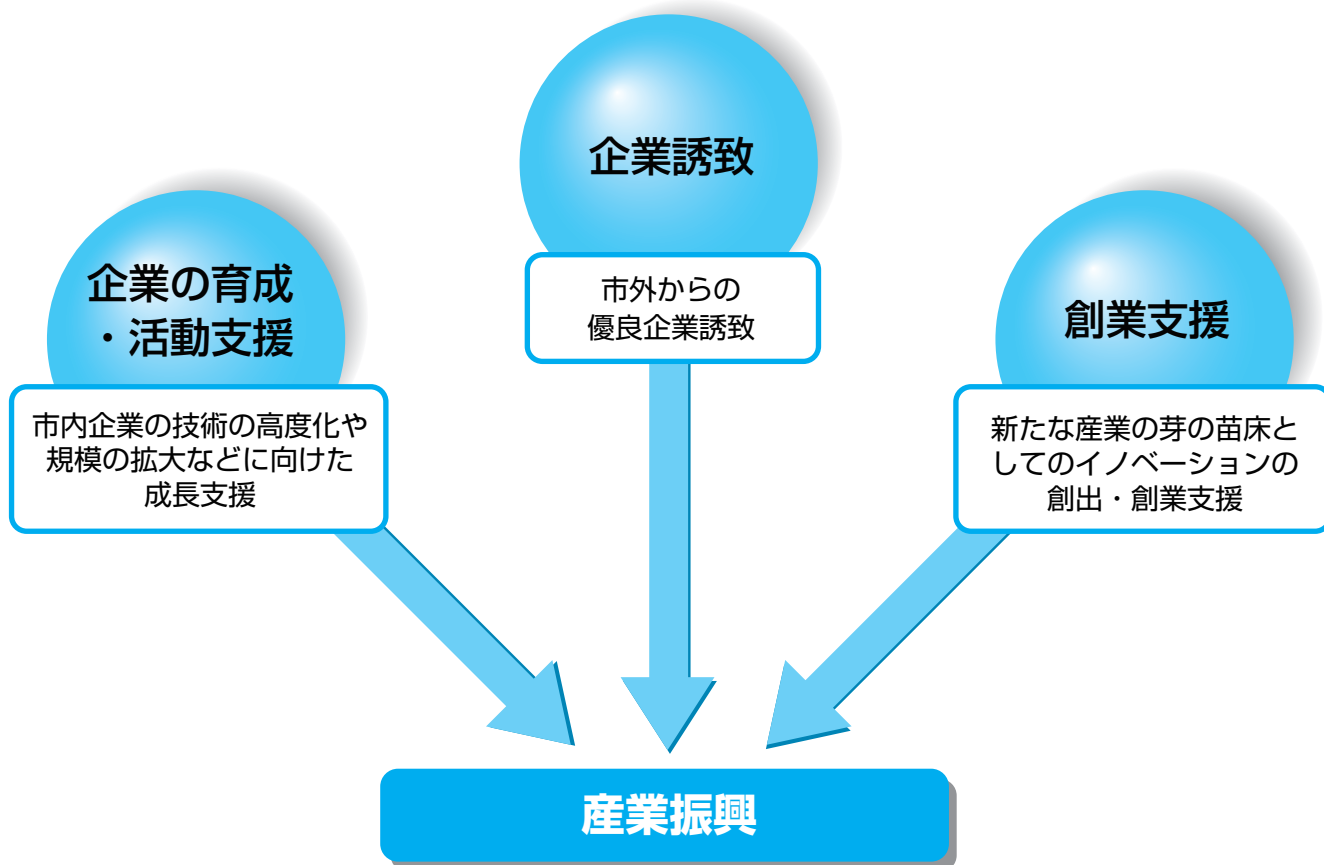 企業誘致
市外からの
優良企業誘致
企業の育成
・活動支援
市内企業の技術の高度化や
規模の拡大などに向けた
成長支援
創業支援
新たな産業の芽の苗床と
してのイノベーションの
創出・創業支援
産業振興